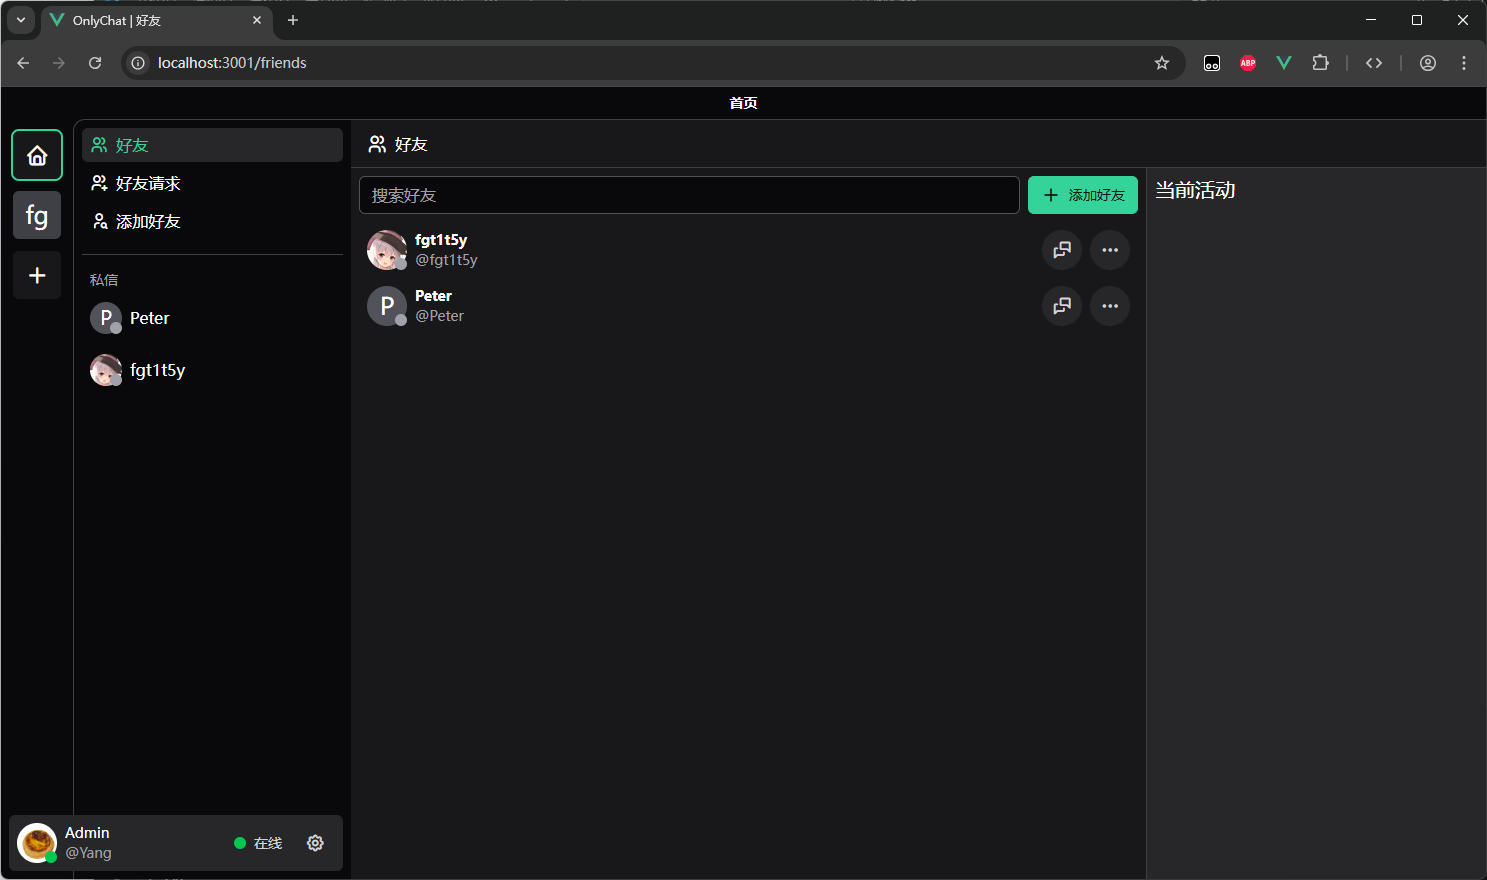 OnlyChat | 好友
localhost:3001/friends
ABP
首页
fg
好友
好友请求
添加好友
私信
P
Peter
fgt1t5y
Admin
@Yang
在线
好友
搜索好友
添加好友
fgt1t5y
@fgt1t5y
P
Peter
@Peter
当前活动